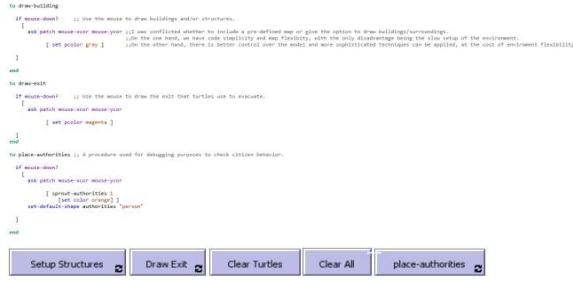 to draw-building
if mouse-down? ;; Use the mouse to draw buildings and/or structures.
[
ask patch mouse-xcor mouse-ycor ;;I was conflicted whether to include a pre-defined map or give the option to draw buildings/surroundings.
;;On the one hand, we have code simplicity and map flexibity, with the only disadvantage being the slow setup of the environment.
[ set pcolor grey ] ;;On the other hand, there is better control over the model and more sophisticated techniques can be applied, at the cost of environment flexibility
]
end
to draw-exit
if mouse-down? ;; Use the mouse to draw the exit that turtles use to evacuate.
[
ask patch mouse-xcor mouse-ycor
[ set pcolor magenta ]
]
end
to place-authorities ;; A procedure used for debugging purposes to check citizen behavior.
if mouse-down?
[
ask patch mouse-xcor mouse-ycor
[ sprout-authorities 1
[set color orange] ]
set-default-shape authorities "person"
]
end
Setup Structures Draw Exit Clear Turtles Clear All place-authorities